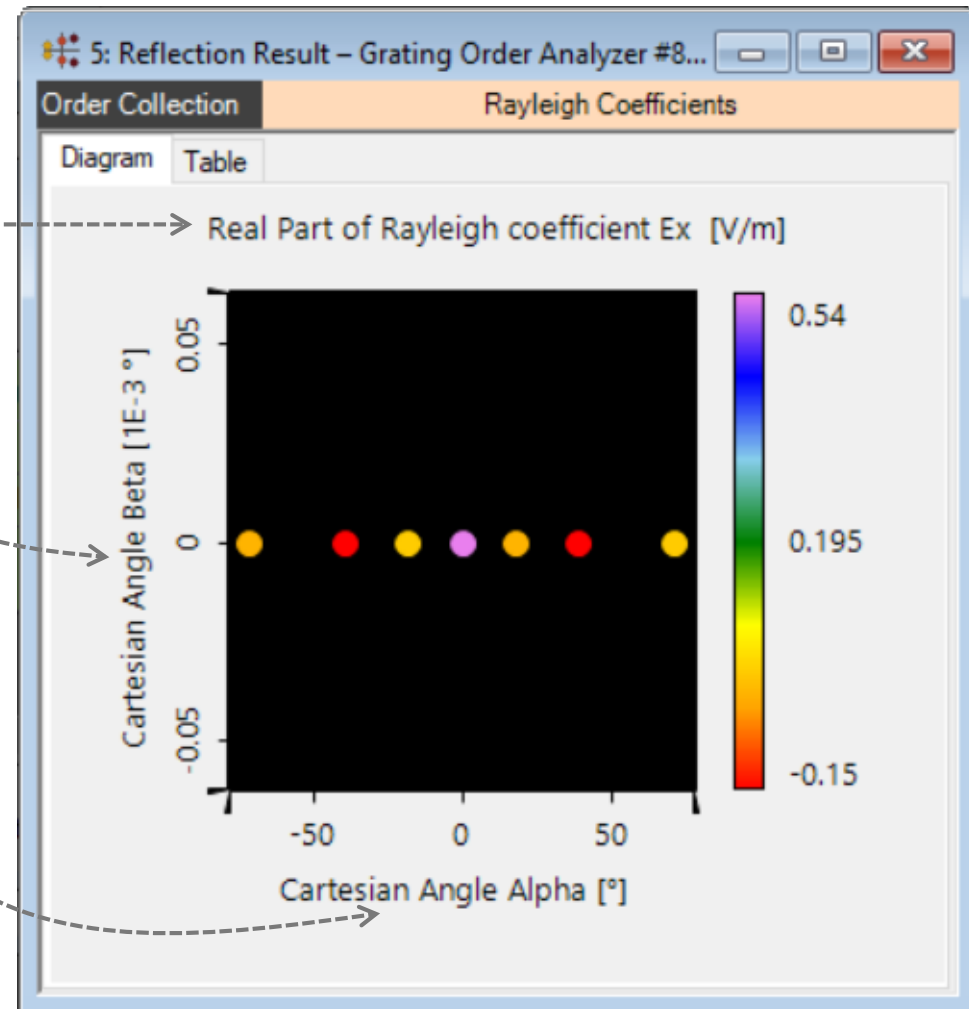 5: Reflection Result – Grating Order Analyzer #8...
Order Collection Rayleigh Coefficients
Diagram Table
Real Part of Rayleigh coefficient Ex [V/m]
Cartesian Angle Beta [1E-3 °]
0.05
0
-0.05
0.54
0.195
-0.15
-50 0 50
Cartesian Angle Alpha [°]